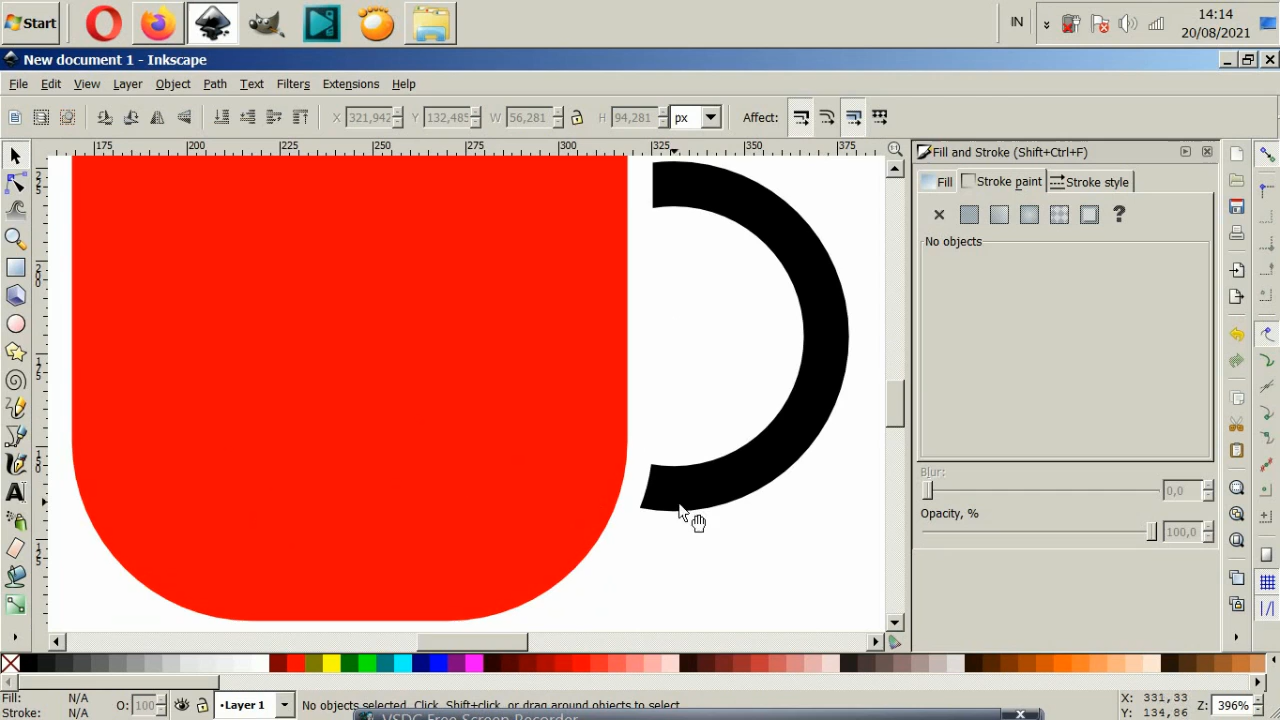 Start
IN
14:14
20/08/2021
New document 1 - Inkscape
File Edit View Layer Object Path Text Filters Extensions Help
X 321,942 Y 132,485 W 56,281 H 94,281 px Affect:
175 200 225 250 275 300 325 350 375
Fill and Stroke (Shift+Ctrl+F)
Fill Stroke paint Stroke style
?
No objects
Blur:
0,0
Opacity, %
100,0
Fill: N/A
Stroke: N/A
O: 100
Layer 1
No objects selected. Click, Shift+click, or drag around objects to select.
X: 331,33
Y: 134,86
Z: 396%
VSDC Free Screen Recorder